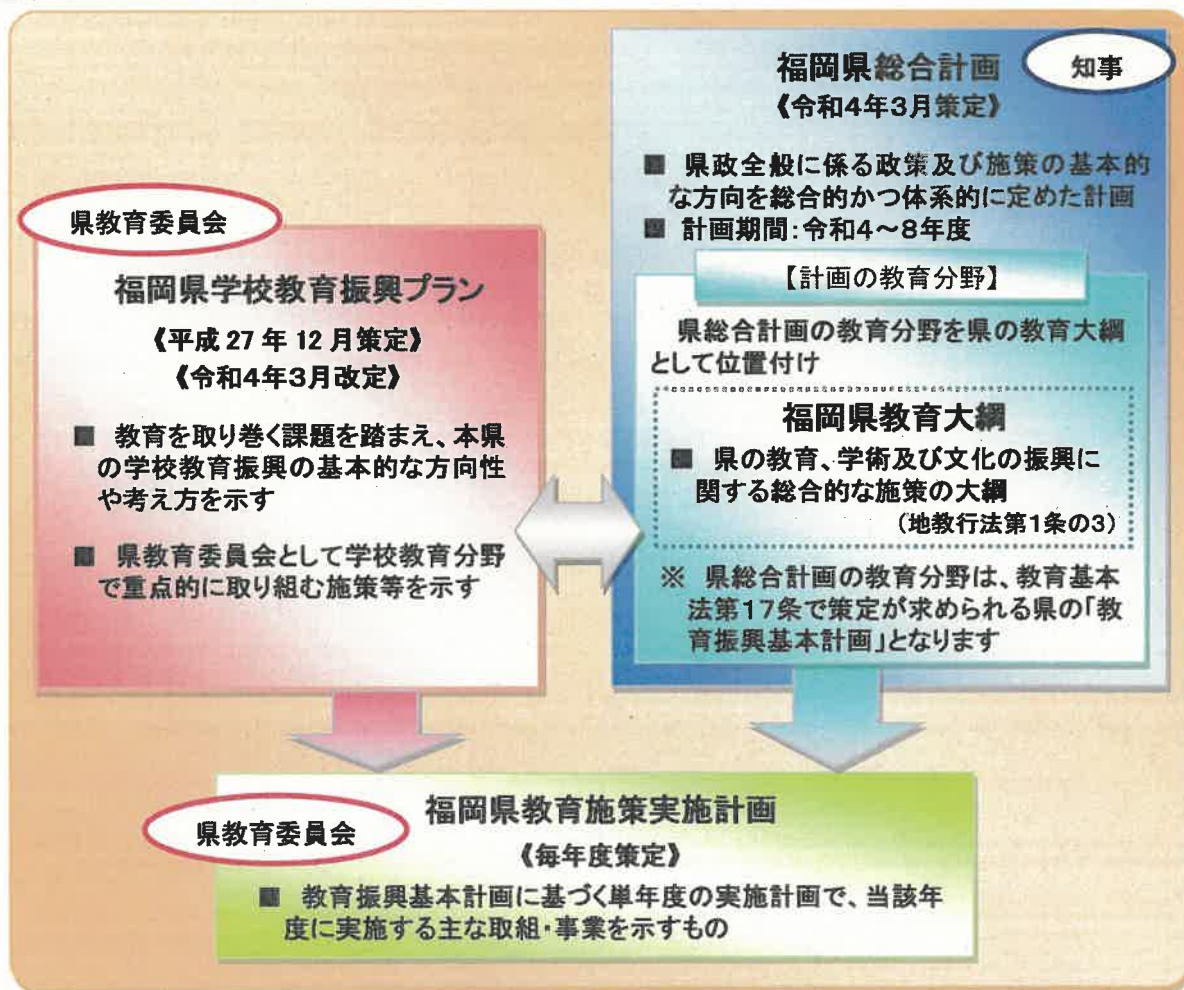 県教育委員会
福岡県学校教育振興プラン
《平成 27 年 12 月策定》
《令和4年3月改定》
■ 教育を取り巻く課題を踏まえ、本県
の学校教育振興の基本的な方向性
や考え方を示す
■ 県教育委員会として学校教育分野
で重点的に取り組む施策等を示す
福岡県総合計画
知事
《令和4年3月策定》
■ 県政全般に係る政策及び施策の基本的
な方向を総合的かつ体系的に定めた計画
■ 計画期間:令和4～8年度
【計画の教育分野】
県総合計画の教育分野を県の教育大綱
として位置付け
福岡県教育大綱
■ 県の教育、学術及び文化の振興に
関する総合的な施策の大綱
（地教行法第1条の3）
※ 県総合計画の教育分野は、教育基本
法第17条で策定が求められる県の「教
育振興基本計画」となります
県教育委員会
福岡県教育施策実施計画
《毎年度策定》
■ 教育振興基本計画に基づく単年度の実施計画で、当該年
度に実施する主な取組・事業を示すもの